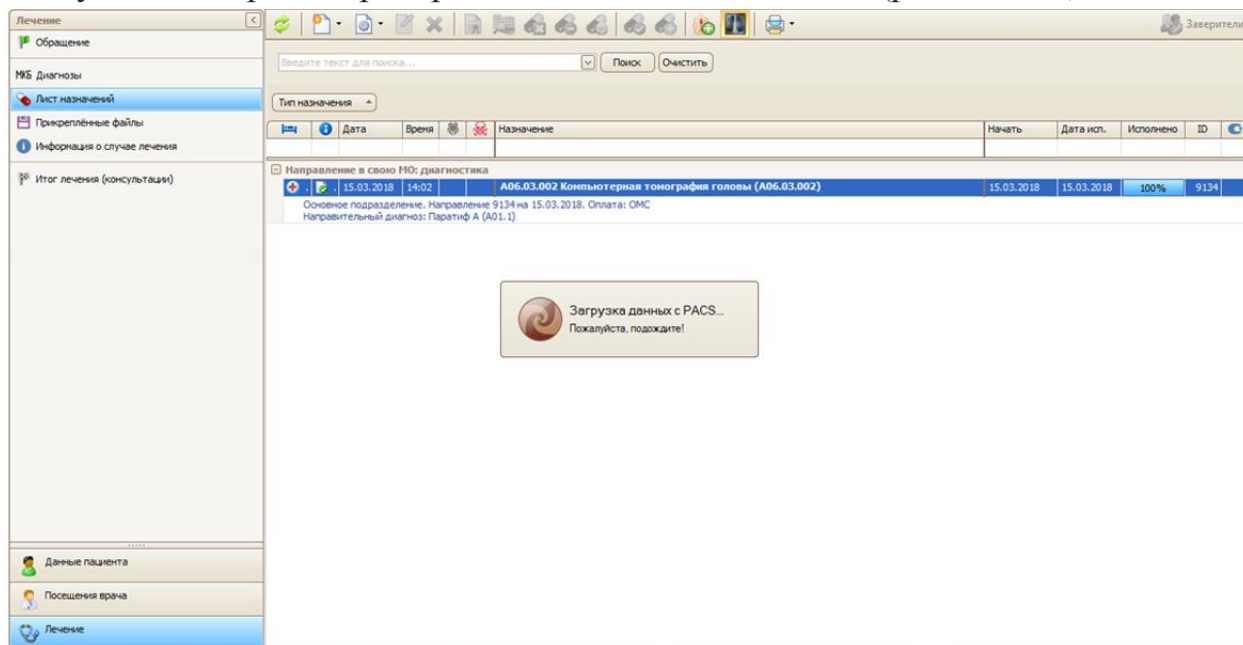 Лечение
Обращение
МКБ Диагнозы
Лист назначений
Прикреплённые файлы
Информация о случае лечения
Итог лечения (консультации)
Данные пациента
Посещения врача
Лечение
Заверители
Введите текст для поиска...
Поиск
Очистить
Тип назначения
Дата Время Назначение Начать Дата исп. Исполнено ID
Направление в свою МО: диагностика
15.03.2018 14:02 A06.03.002 Компьютерная томография головы (A06.03.002) 15.03.2018 15.03.2018 100% 9134
Основное подразделение. Направление 9134 на 15.03.2018. Оплата: ОМС
Направительный диагноз: Паратиф A (A01.1)
Загрузка данных с PACS...
Пожалуйста, подождите!